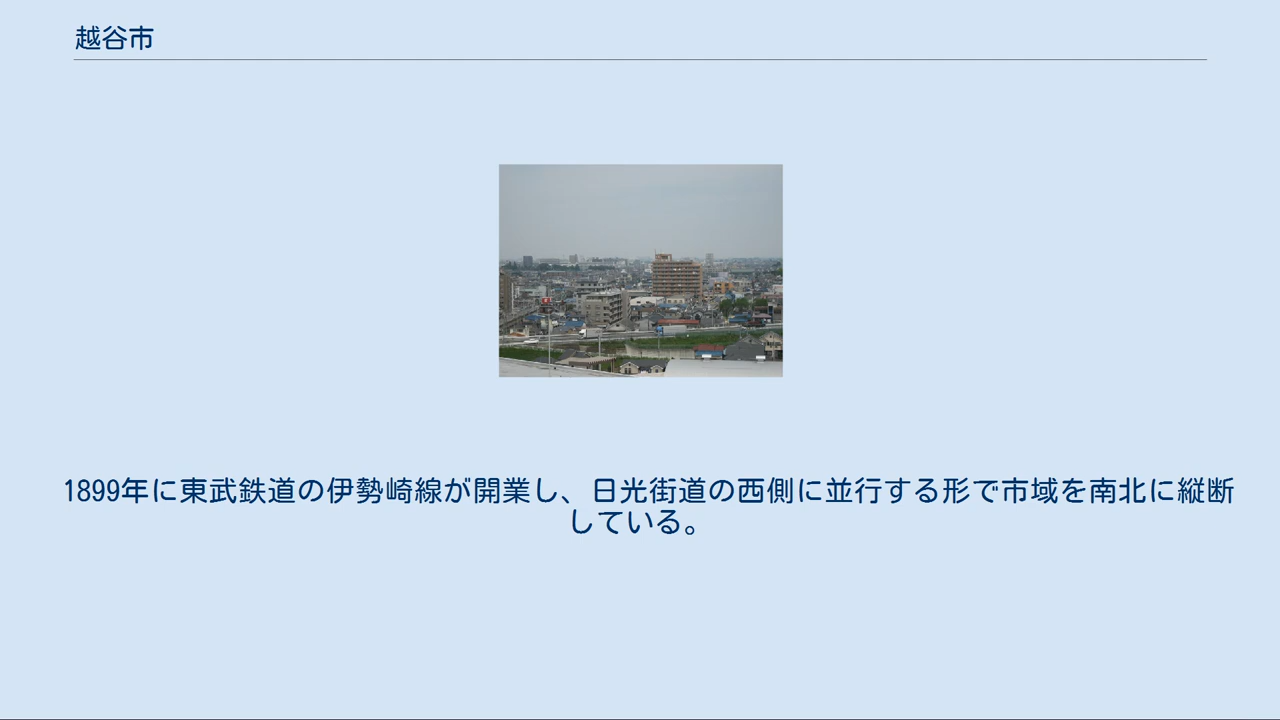 越谷市
1899年に東武鉄道の伊勢崎線が開業し、日光街道の西側に並行する形で市域を南北に縦断
している。